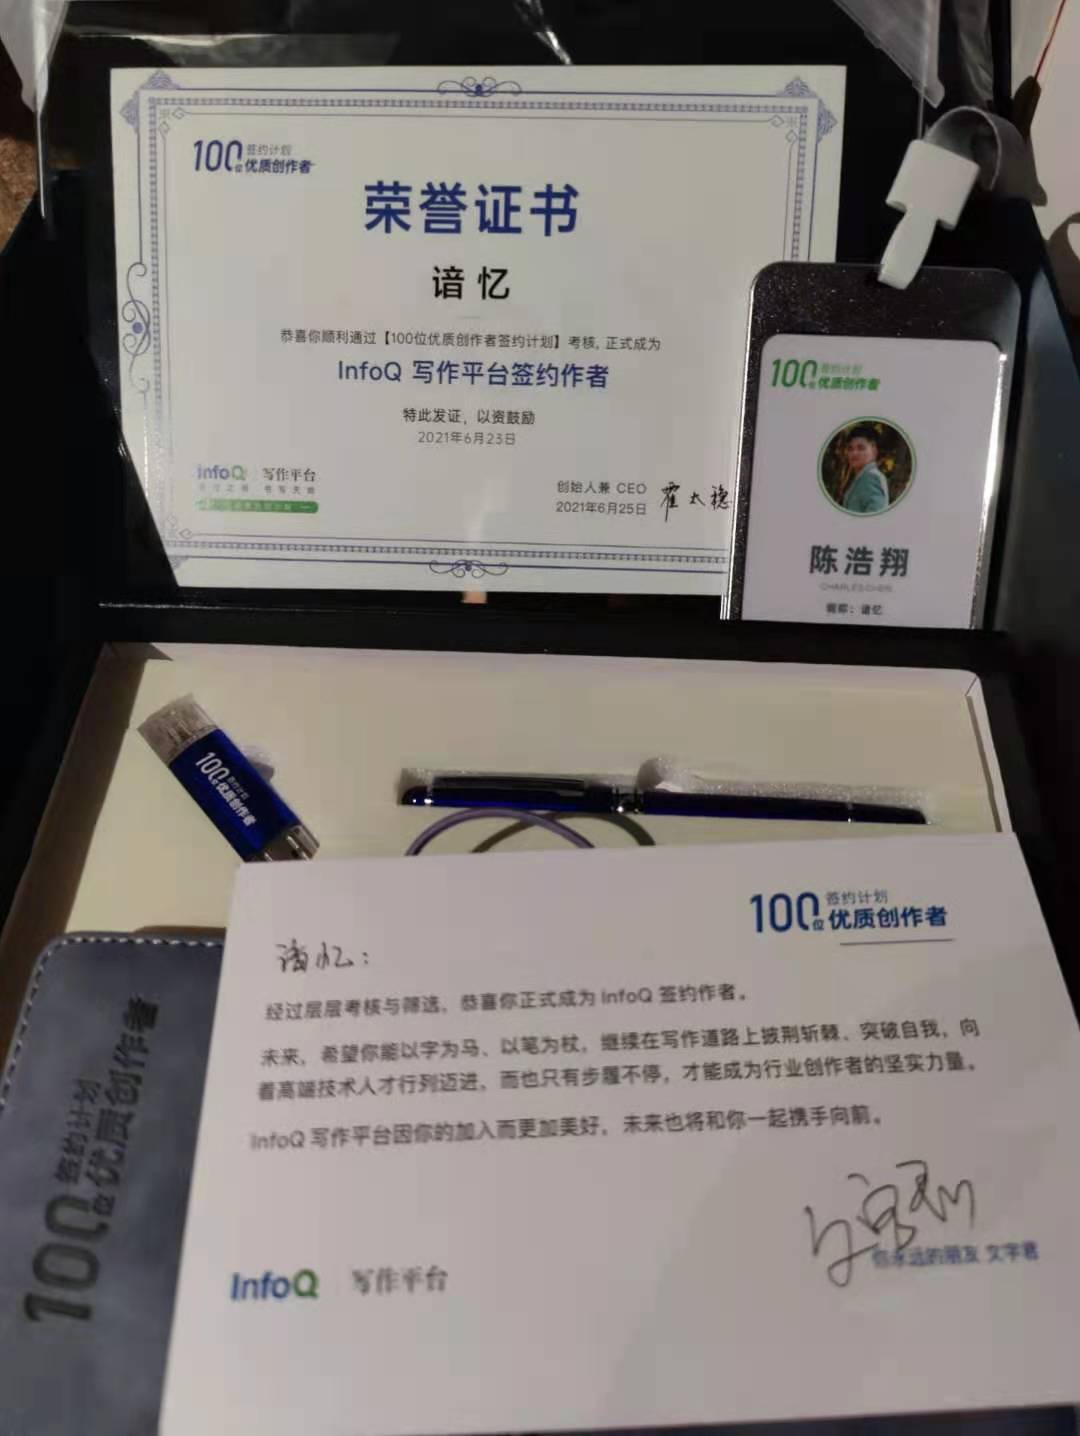 100位 签约计划
优质创作者
荣誉证书
谙忆
恭喜你顺利通过【100位优质创作者签约计划】考核, 正式成为
InfoQ 写作平台签约作者
特此发证，以资鼓励
2021年6月23日
InfoQ 写作平台
创始人兼 CEO
2021年6月25日
霍太稳
100位 签约计划
优质创作者
陈浩翔
CHARLES CHEN
昵称：谙忆
100位 签约计划
优质创作者
100位 签约计划
优质创作者
谙忆：
经过层层考核与筛选，恭喜你正式成为 InfoQ 签约作者。
未来，希望你能以字为马、以笔为杖，继续在写作道路上披荆斩棘、突破自我，向
着高端技术人才行列迈进，而也只有步履不停，才能成为行业创作者的坚实力量。
InfoQ 写作平台因你的加入而更加美好，未来也将和你一起携手向前。
你永远的朋友 文字君
InfoQ 写作平台
100位 签约计划
优质创作者